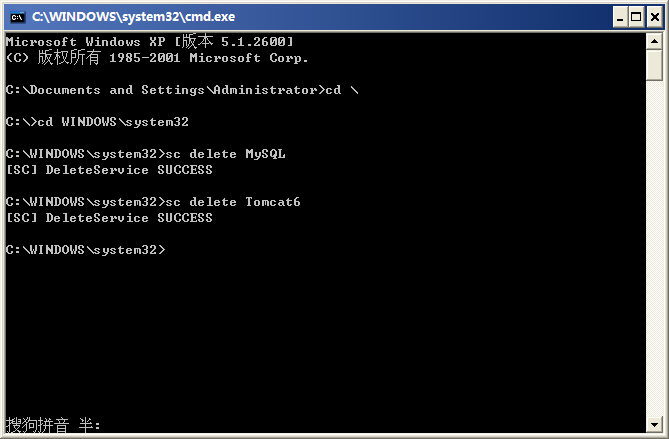 C:\WINDOWS\system32\cmd.exe
Microsoft Windows XP [版本 5.1.2600]
(C) 版权所有 1985-2001 Microsoft Corp.
C:\Documents and Settings\Administrator>cd \
C:\>cd WINDOWS\system32
C:\WINDOWS\system32>sc delete MySQL
[SC] DeleteService SUCCESS
C:\WINDOWS\system32>sc delete Tomcat6
[SC] DeleteService SUCCESS
C:\WINDOWS\system32>
搜狗拼音 半: